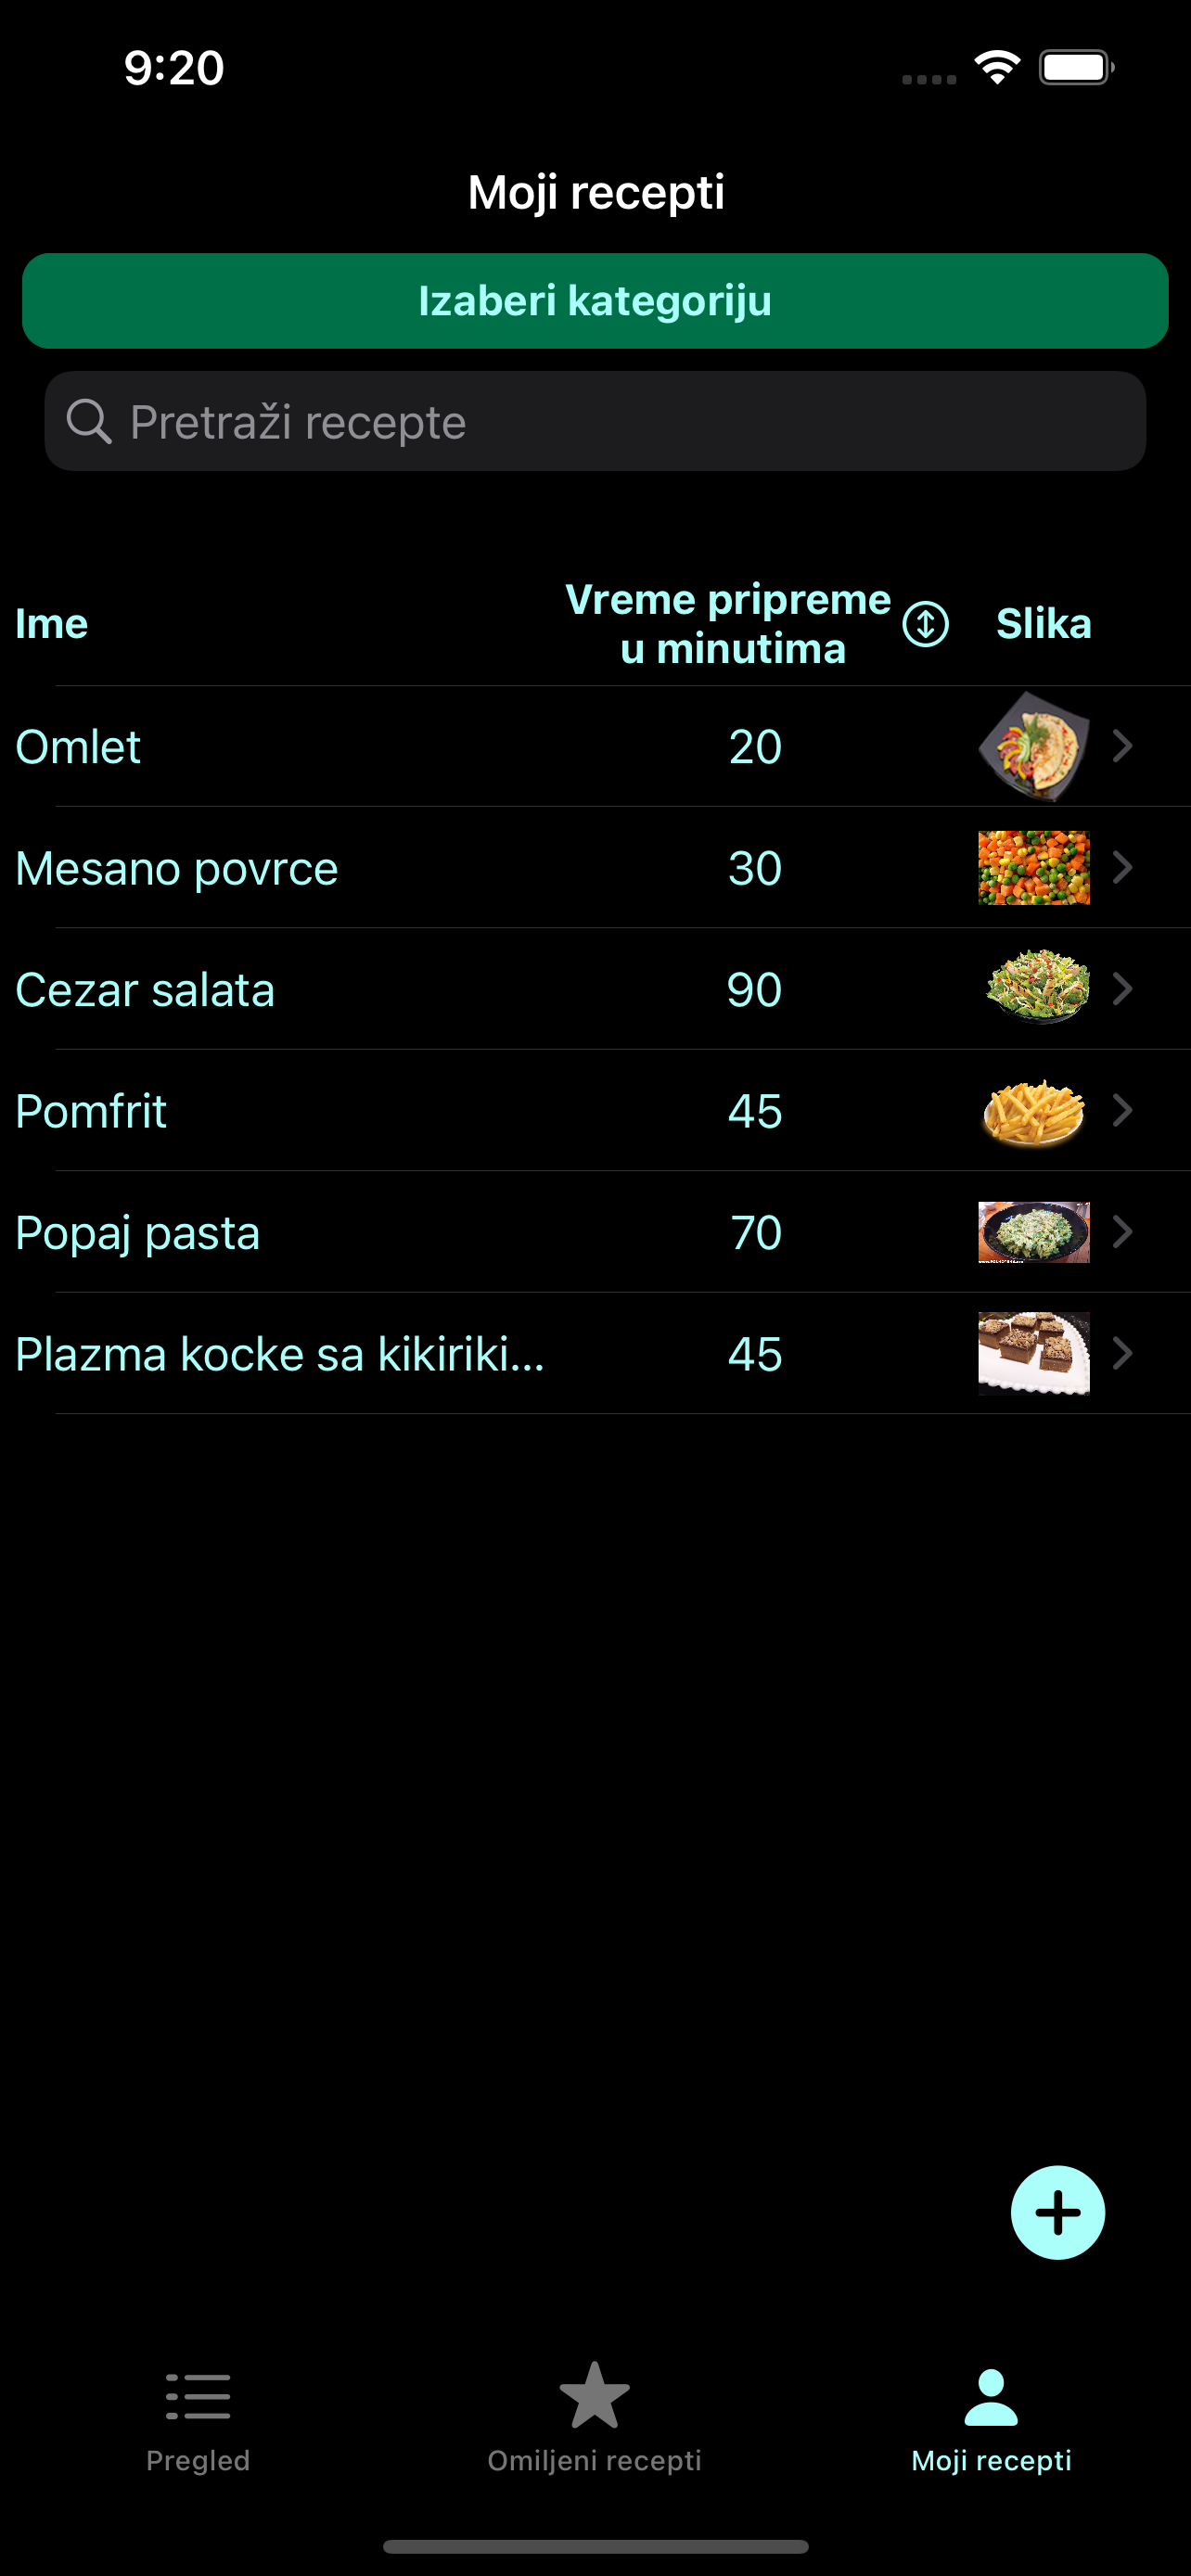 9:20
Moji recepti
Izaberi kategoriju
Pretraži recepte
Ime
Vreme pripreme
u minutima
Slika
Omlet
20
Mesano povrce
30
Cezar salata
90
Pomfrit
45
Popaj pasta
70
Plazma kocke sa kikiriki...
45
Pregled
Omiljeni recepti
Moji recepti